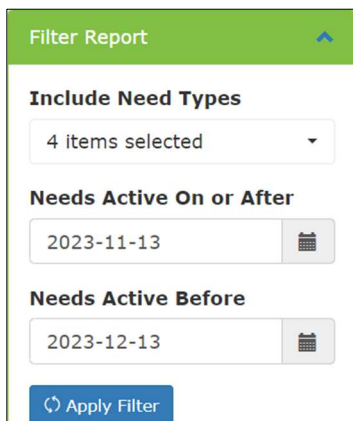 Filter Report
Include Need Types
4 items selected
Needs Active On or After
2023-11-13
Needs Active Before
2023-12-13
Apply Filter